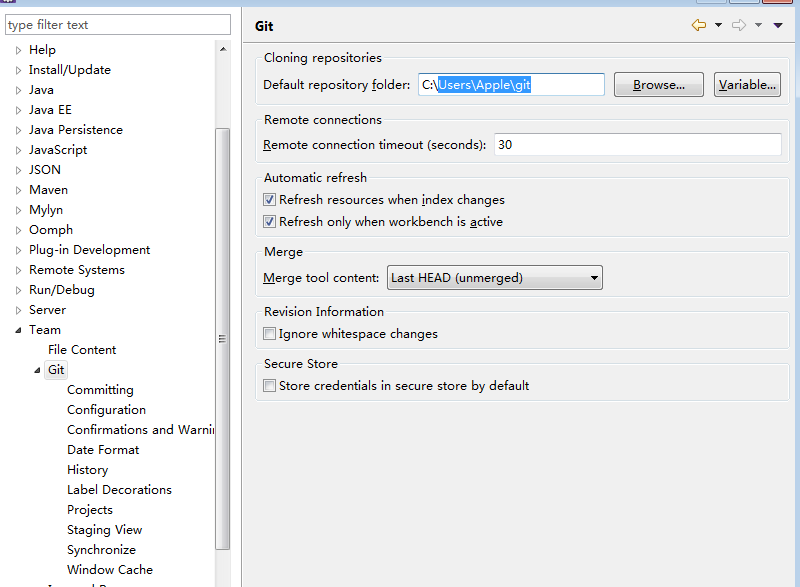 type filter text
Help
Install/Update
Java
Java EE
Java Persistence
JavaScript
JSON
Maven
Mylyn
Oomph
Plug-in Development
Remote Systems
Run/Debug
Server
Team
File Content
Git
Committing
Configuration
Confirmations and Warni
Date Format
History
Label Decorations
Projects
Staging View
Synchronize
Window Cache
Git
Cloning repositories
Default repository folder: C:\Users\Apple\git Browse... Variable...
Remote connections
Remote connection timeout (seconds): 30
Automatic refresh
Refresh resources when index changes
Refresh only when workbench is active
Merge
Merge tool content: Last HEAD (unmerged)
Revision Information
Ignore whitespace changes
Secure Store
Store credentials in secure store by default